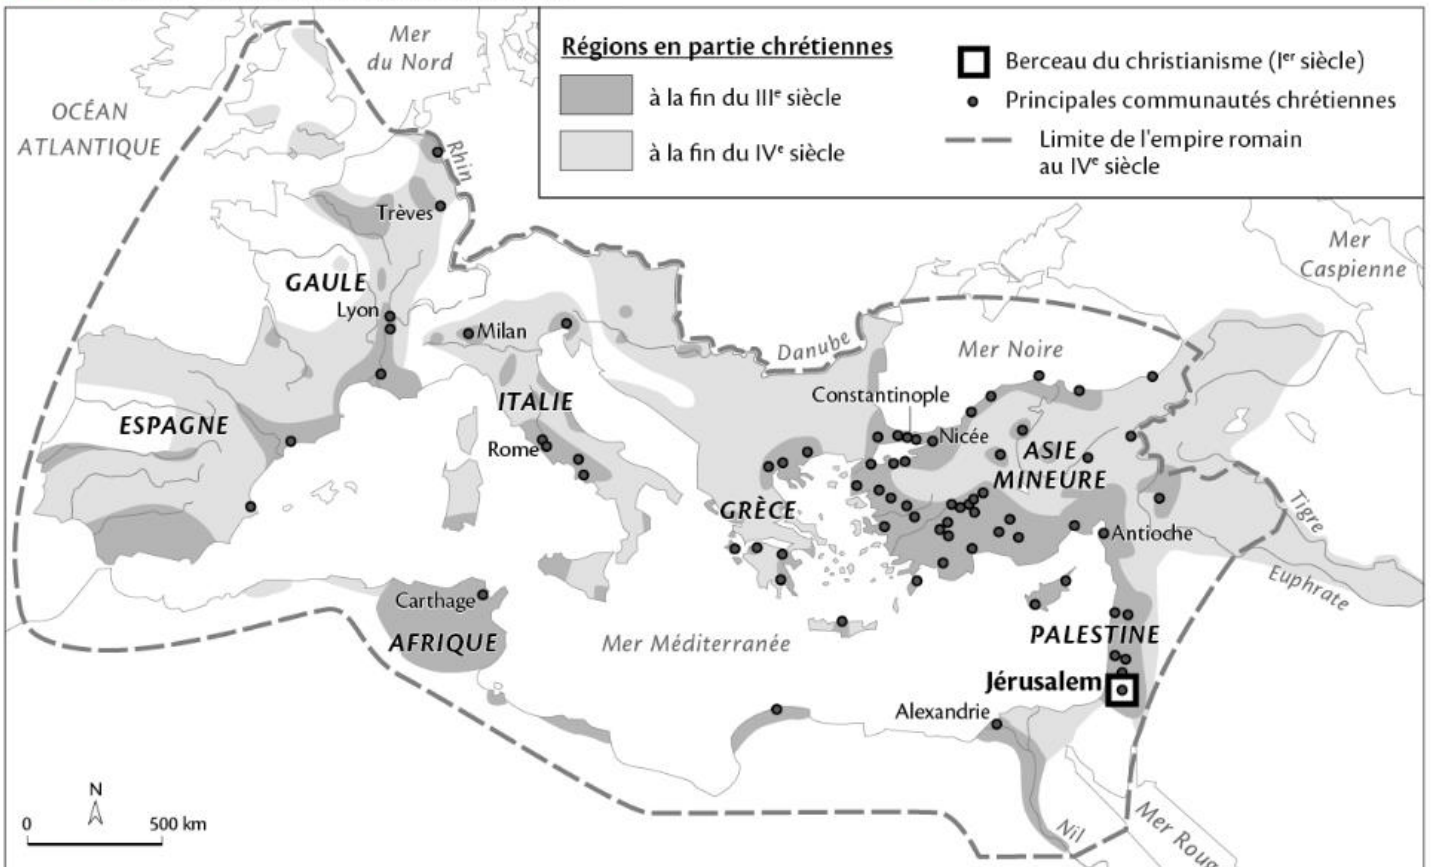 Régions en partie chrétiennes
à la fin du IIIe siècle
à la fin du IVe siècle
Berceau du christianisme (Ier siècle)
Principales communautés chrétiennes
Limite de l'empire romain
au IVe siècle
Mer
du Nord
OCÉAN
ATLANTIQUE
Rhin
Trèves
Mer
Caspienne
GAULE
Lyon
Milan
Danube
Mer Noire
Constantinople
ITALIE
ESPAGNE
Rome
Nicée
ASIE
MINEURE
GRÈCE
Tigre
Antioche
Euphrate
Carthage
AFRIQUE
Mer Méditerranée
PALESTINE
Jérusalem
Alexandrie
Nil
Mer Roug
N
0 500 km